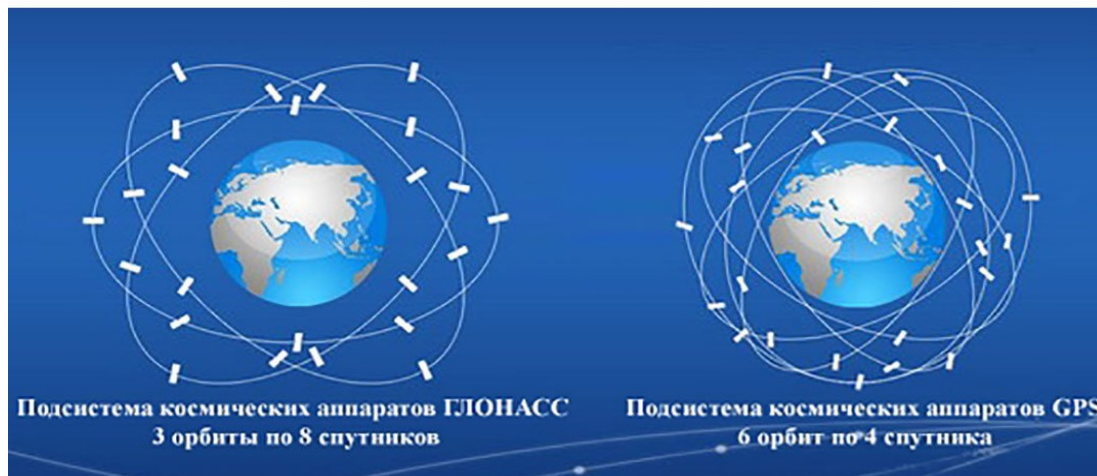 Подсистема космических аппаратов ГЛОНАСС
3 орбиты по 8 спутников
Подсистема космических аппаратов GPS
6 орбит по 4 спутника